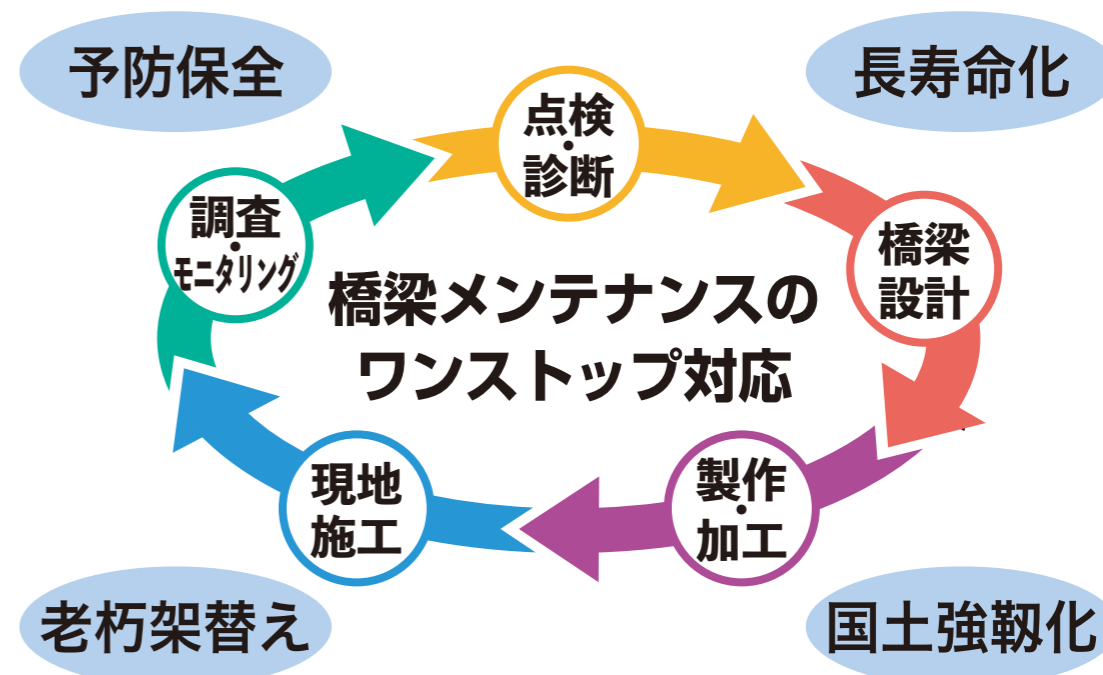 予防保全
長寿命化
点検
・
診断
調査
・
モニタリング
橋梁
設計
橋梁メンテナンスの
ワンストップ対応
現地
施工
製作
・
加工
老朽架替え
国土強靱化